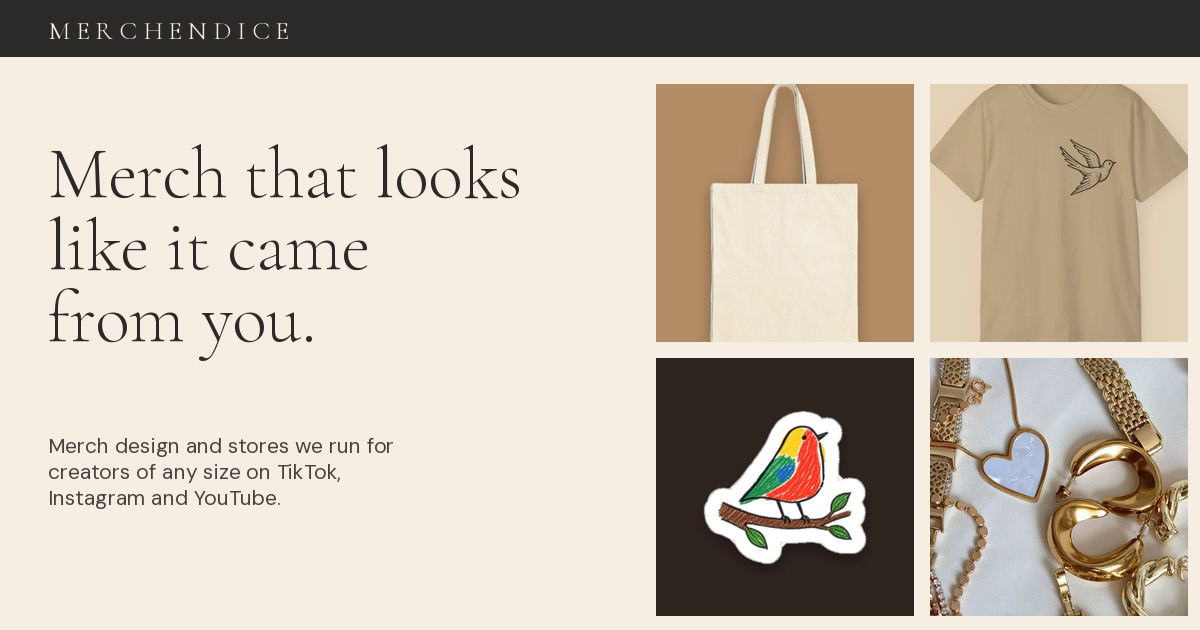 MERCHENDICE
Merch that looks
like it came
from you.
Merch design and stores we run for
creators of any size on TikTok,
Instagram and YouTube.